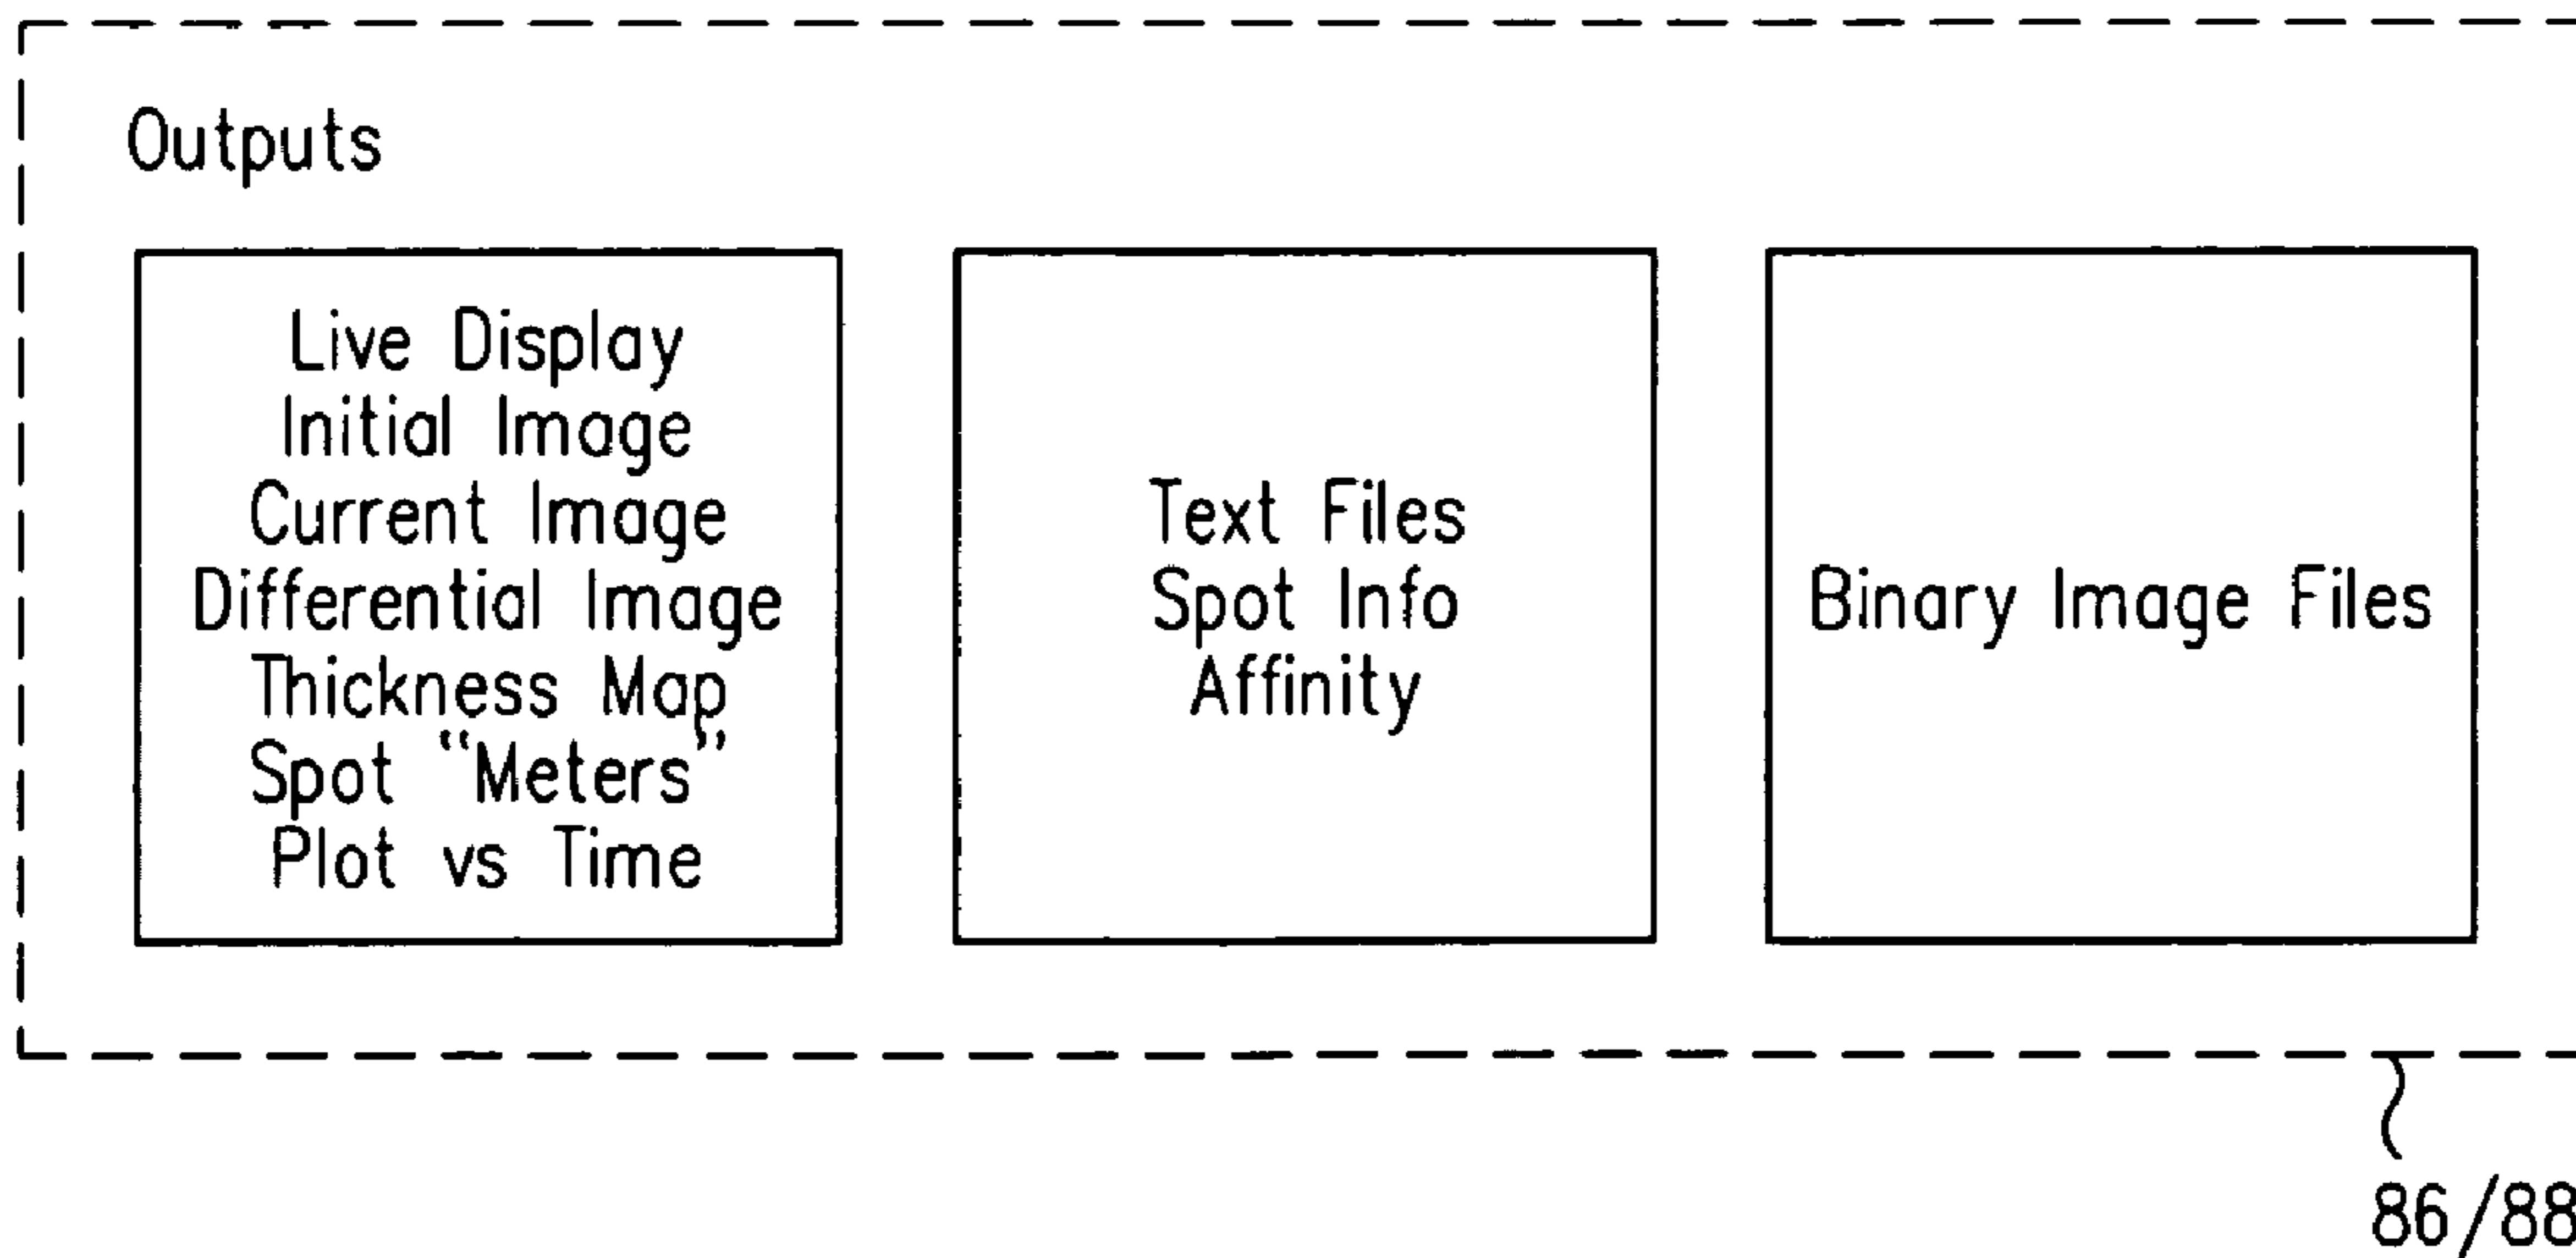 Outputs
Live Display
Initial Image
Current Image
Differential Image
Thickness Map
Spot "Meters"
Plot vs Time
Text Files
Spot Info
Affinity
Binary Image Files
86/88